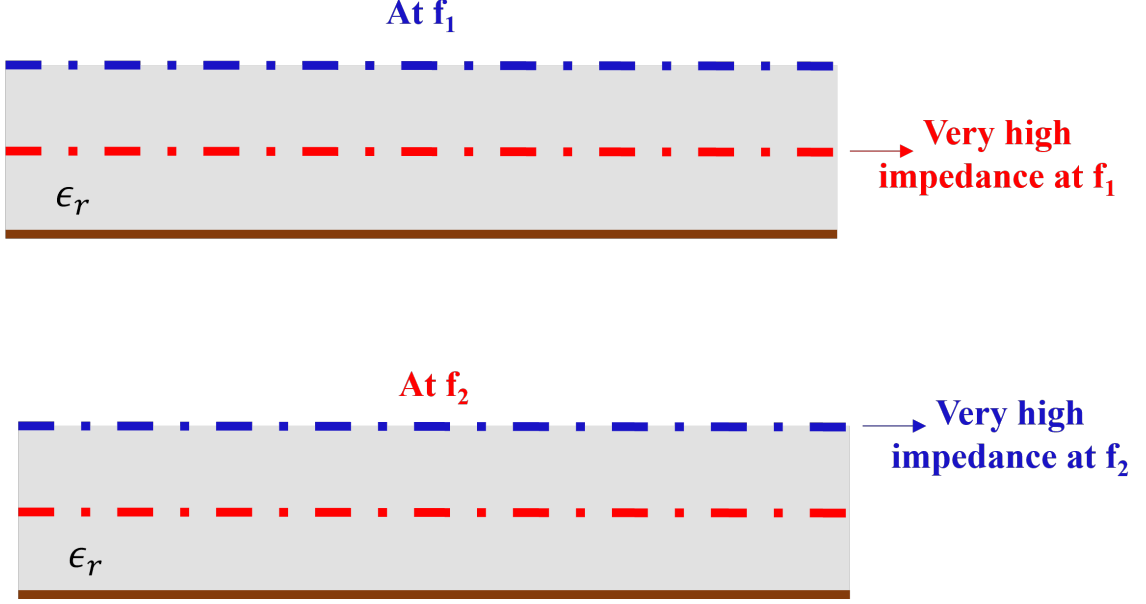 At f₁
Very high
impedance at f₁
ϵᵣ
At f₂
Very high
impedance at f₂
ϵᵣ